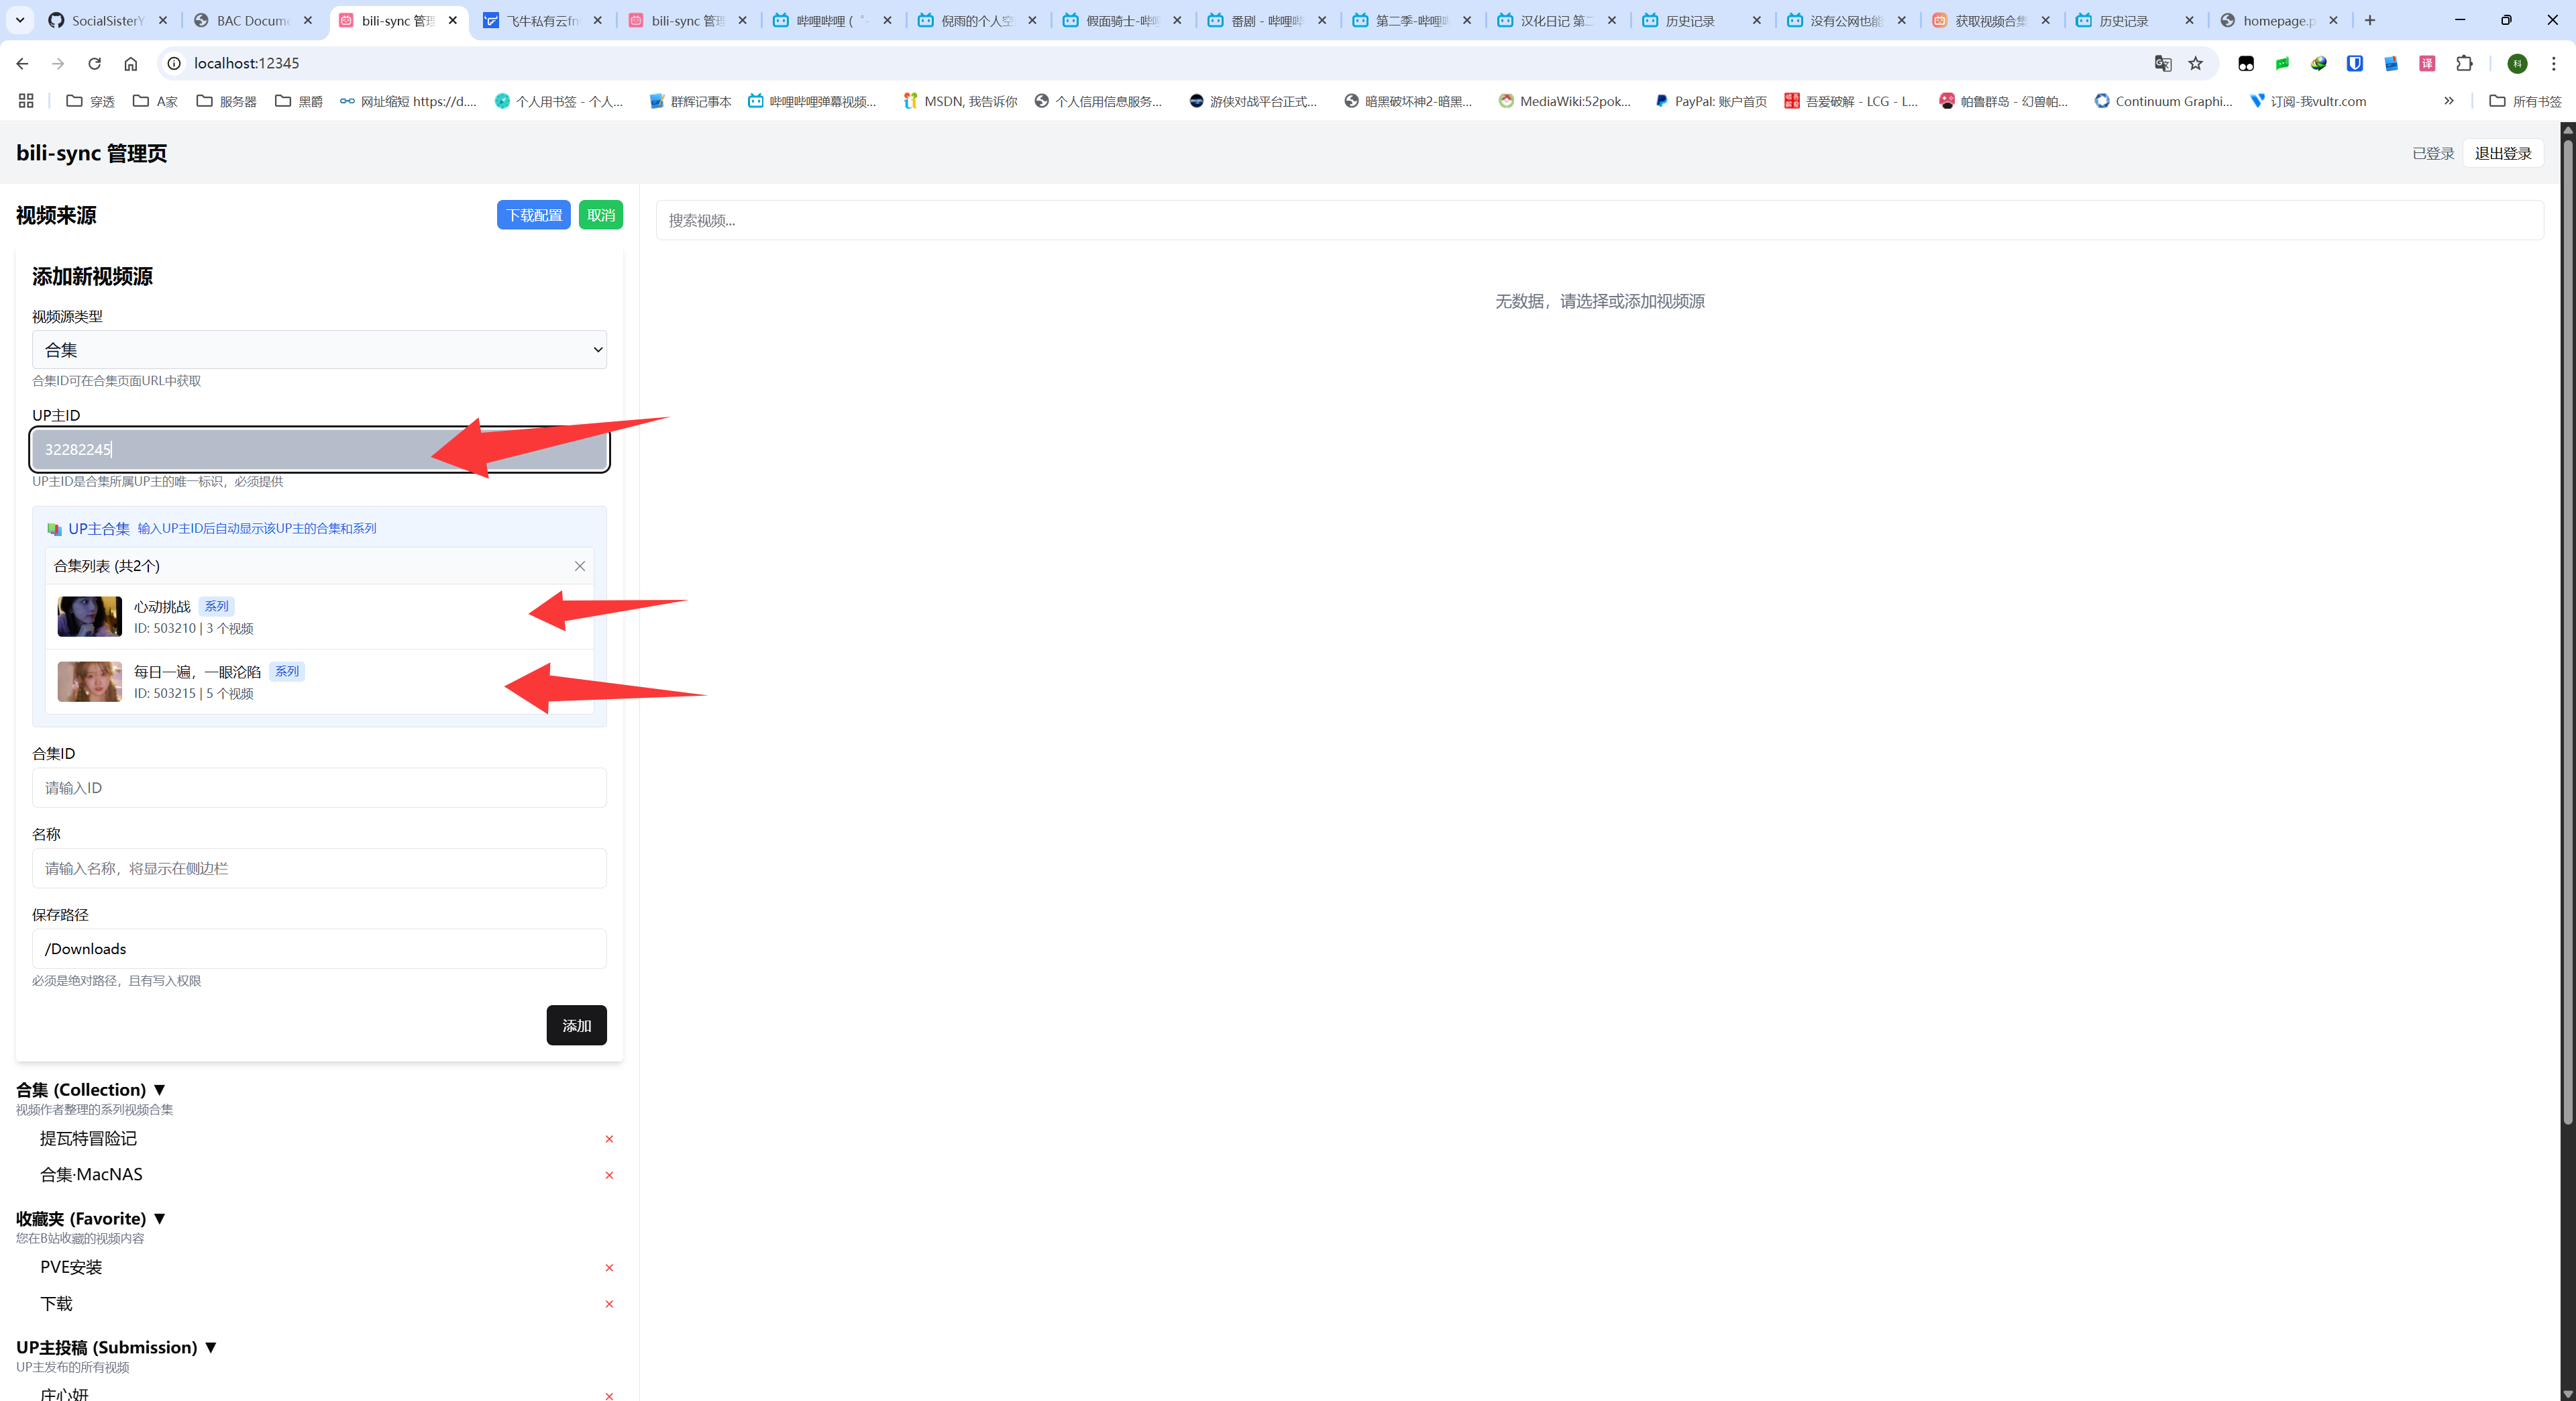 SocialSisterY
BAC Docume
bili-sync 管理
飞牛私有云fn
bili-sync 管理
哔哩哔哩 (゜-
倪雨的个人空
假面骑士-哔哩
番剧 - 哔哩哔
第二季-哔哩哔
汉化日记 第二
历史记录
没有公网也能
获取视频合集
历史记录
homepage.p
localhost:12345
穿透
A家
服务器
黑爵
网址缩短 https://d....
个人用书签 - 个人...
群辉记事本
哔哩哔哩弹幕视频...
MSDN, 我告诉你
个人信用信息服务...
游侠对战平台正式...
暗黑破坏神2-暗黑...
MediaWiki:52pok...
PayPal: 账户首页
吾爱破解 - LCG - L...
帕鲁群岛 - 幻兽帕...
Continuum Graphi...
订阅-我vultr.com
所有书签
bili-sync 管理页
已登录
退出登录
视频来源
下载配置
取消
搜索视频...
无数据，请选择或添加视频源
添加新视频源
视频源类型
合集
合集ID可在合集页面URL中获取
UP主ID
32282245
UP主ID是合集所属UP主的唯一标识，必须提供
UP主合集 输入UP主ID后自动显示该UP主的合集和系列
合集列表 (共2个)
心动挑战 系列
ID: 503210 | 3 个视频
每日一遍，一眼沦陷 系列
ID: 503215 | 5 个视频
合集ID
请输入ID
名称
请输入名称，将显示在侧边栏
保存路径
/Downloads
必须是绝对路径，且有写入权限
添加
合集 (Collection) ▼
视频作者整理的系列视频合集
提瓦特冒险记
合集·MacNAS
收藏夹 (Favorite) ▼
您在B站收藏的视频内容
PVE安装
下载
UP主投稿 (Submission) ▼
UP主发布的所有视频
庄心妍